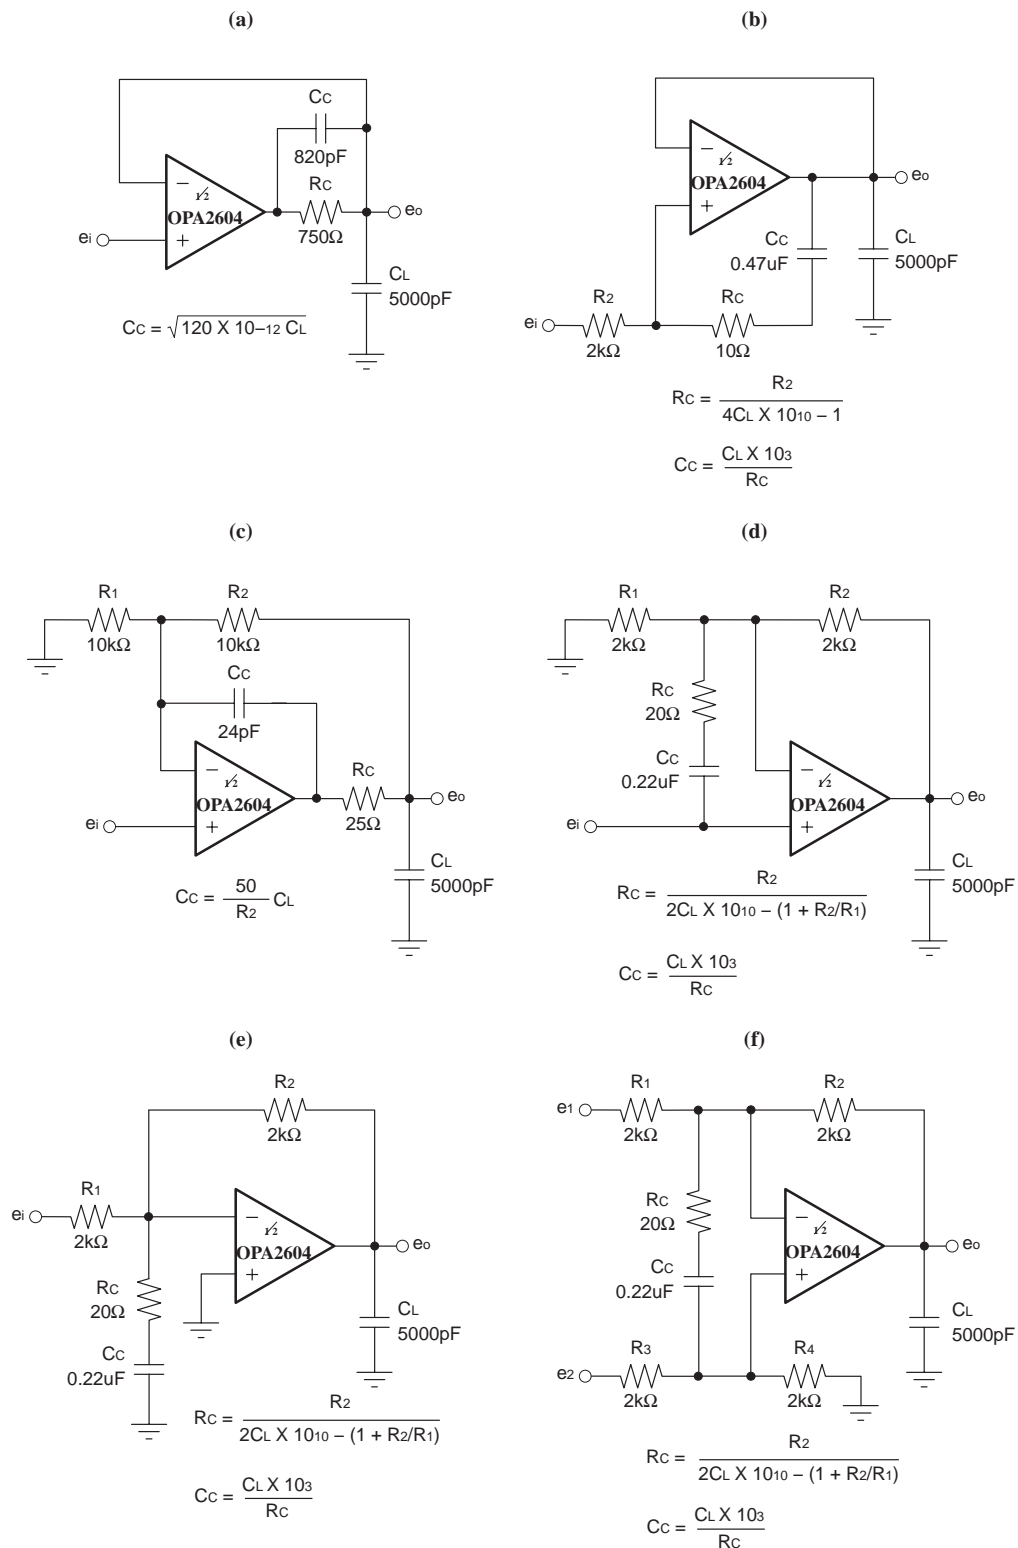 (a)
CC
820pF
RC
750Ω
−
1/2
OPA2604
+
ei
eo
CL
5000pF
CC = √120 X 10–12 CL
(b)
−
1/2
OPA2604
+
eo
CC
0.47uF
CL
5000pF
R2
2kΩ
RC
10Ω
ei
RC = R2 / 4CL X 1010 – 1
CC = CL X 103 / RC
(c)
R1
10kΩ
R2
10kΩ
CC
24pF
−
1/2
OPA2604
+
RC
25Ω
ei
eo
CL
5000pF
CC = 50 / R2 CL
(d)
R1
2kΩ
R2
2kΩ
RC
20Ω
CC
0.22uF
−
1/2
OPA2604
+
ei
eo
CL
5000pF
RC = R2 / 2CL X 1010 – (1 + R2/R1)
CC = CL X 103 / RC
(e)
R2
2kΩ
R1
2kΩ
ei
−
1/2
OPA2604
+
eo
RC
20Ω
CC
0.22uF
CL
5000pF
RC = R2 / 2CL X 1010 – (1 + R2/R1)
CC = CL X 103 / RC
(f)
R1
2kΩ
R2
2kΩ
e1
RC
20Ω
CC
0.22uF
−
1/2
OPA2604
+
eo
CL
5000pF
R3
2kΩ
R4
2kΩ
e2
RC = R2 / 2CL X 1010 – (1 + R2/R1)
CC = CL X 103 / RC